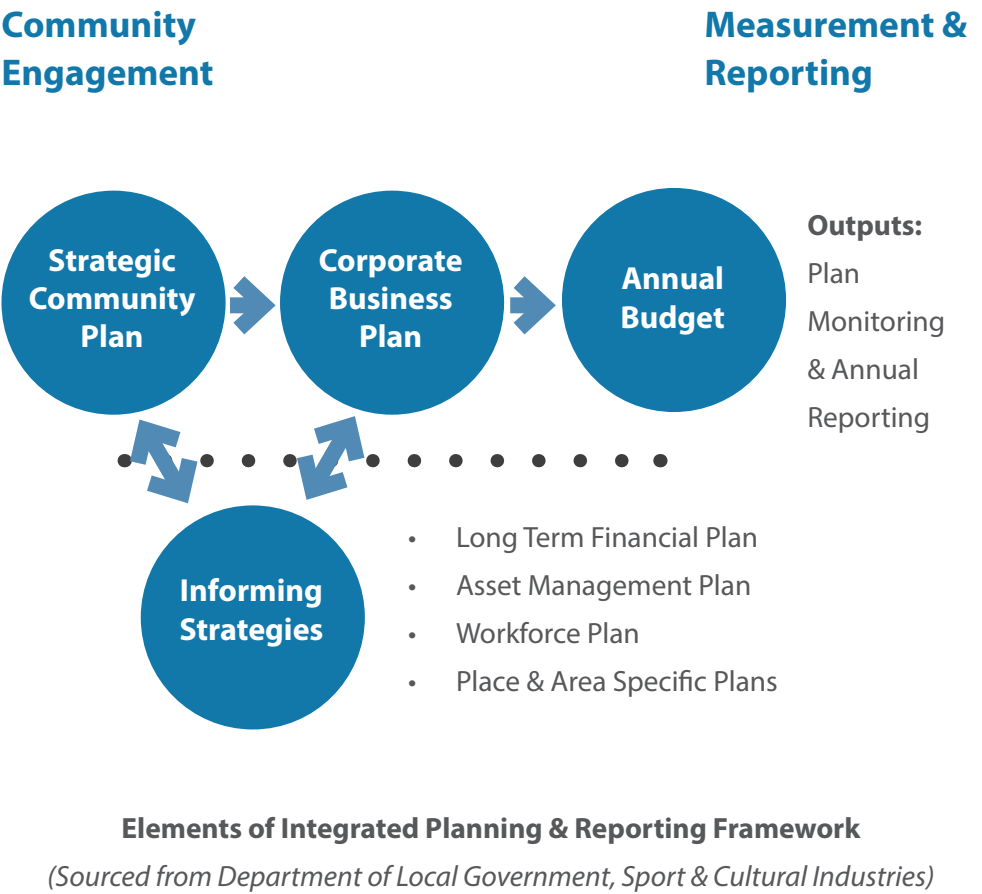 Community
Engagement
Measurement &
Reporting
Strategic
Community
Plan
Corporate
Business
Plan
Annual
Budget
Outputs:
Plan
Monitoring
& Annual
Reporting
Informing
Strategies
• Long Term Financial Plan
• Asset Management Plan
• Workforce Plan
• Place & Area Specific Plans
Elements of Integrated Planning & Reporting Framework
(Sourced from Department of Local Government, Sport & Cultural Industries)